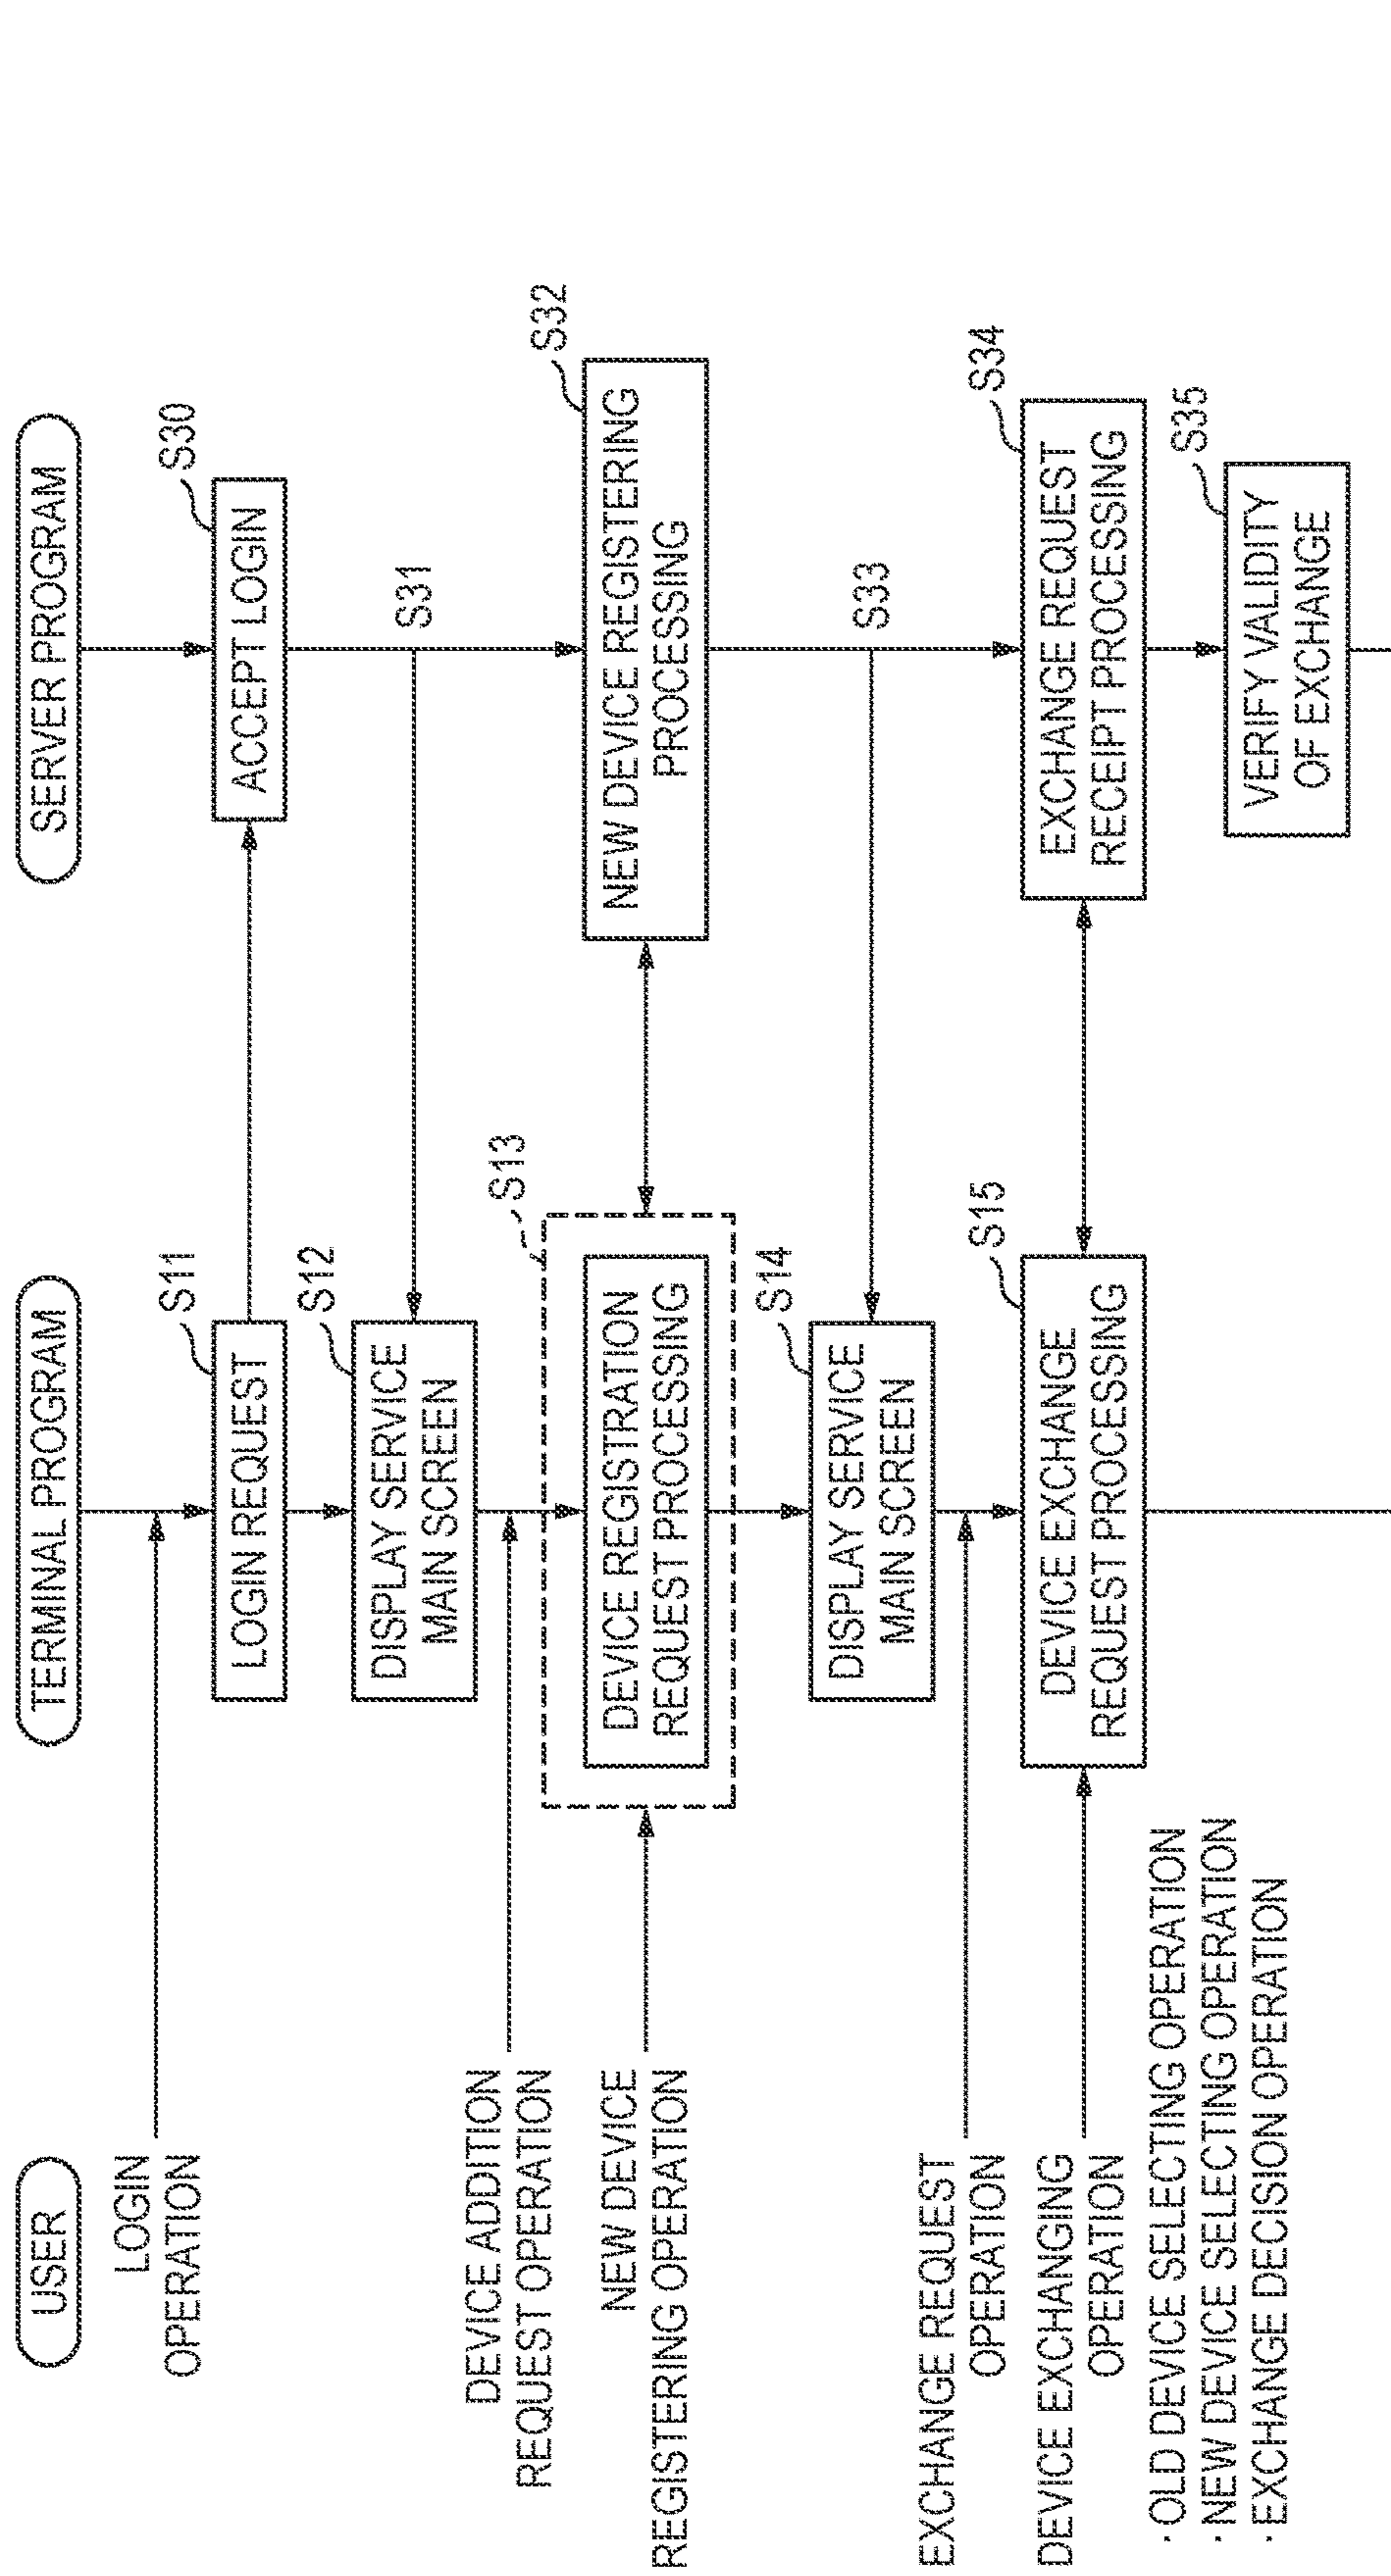 USER
TERMINAL PROGRAM
SERVER PROGRAM
LOGIN
OPERATION
S11
LOGIN REQUEST
S30
ACCEPT LOGIN
S12
DISPLAY SERVICE
MAIN SCREEN
S31
DEVICE ADDITION
REQUEST OPERATION
S13
NEW DEVICE
REGISTERING OPERATION
DEVICE REGISTRATION
REQUEST PROCESSING
S32
NEW DEVICE REGISTERING
PROCESSING
S14
DISPLAY SERVICE
MAIN SCREEN
S33
EXCHANGE REQUEST
OPERATION
DEVICE EXCHANGING
OPERATION
· OLD DEVICE SELECTING OPERATION
· NEW DEVICE SELECTING OPERATION
· EXCHANGE DECISION OPERATION
S15
DEVICE EXCHANGE
REQUEST PROCESSING
S34
EXCHANGE REQUEST
RECEIPT PROCESSING
S35
VERIFY VALIDITY
OF EXCHANGE